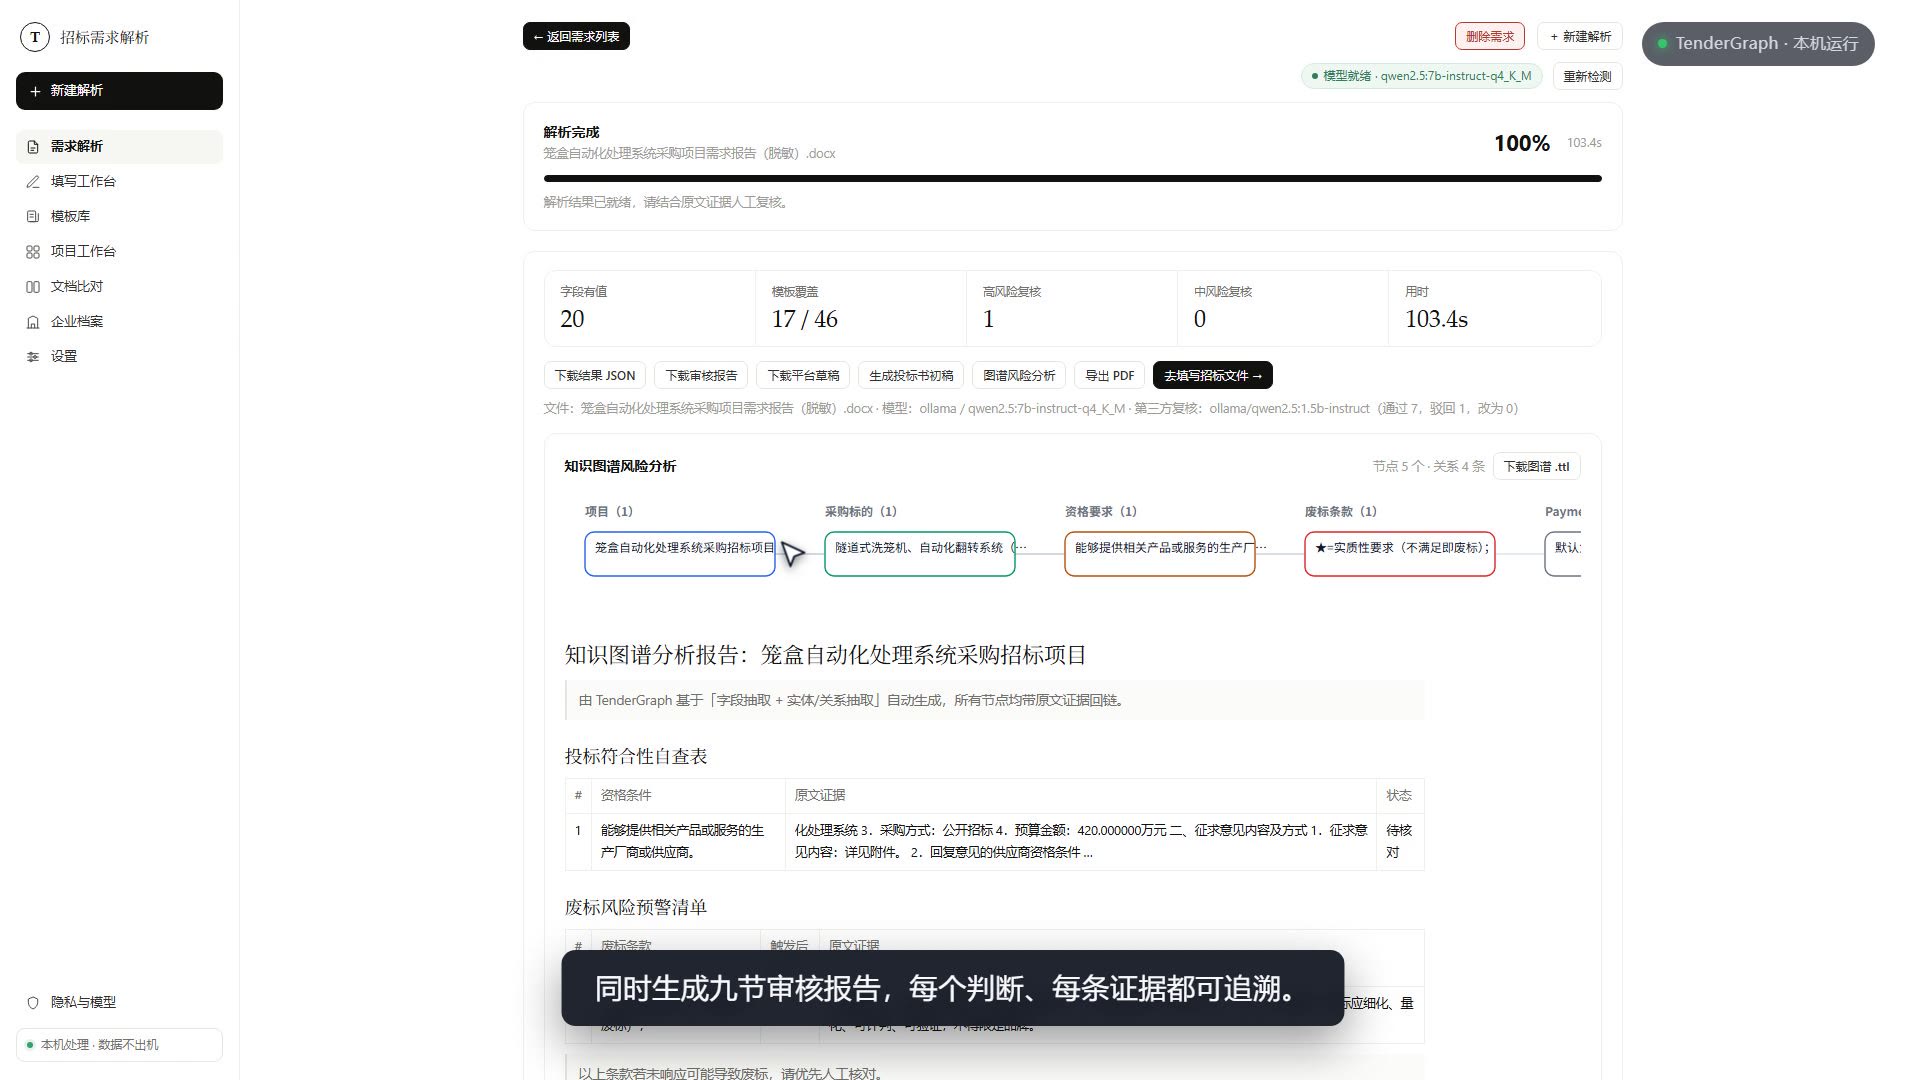 T 招标需求解析
+ 新建解析
需求解析
填写工作台
模板库
项目工作台
文档比对
企业档案
设置
隐私与模型
本机处理 · 数据不出机
← 返回需求列表
删除需求
+ 新建解析
TenderGraph · 本机运行
模型就绪 · qwen2.5:7b-instruct-q4_K_M
重新检测
解析完成
笼盒自动化处理系统采购项目需求报告（脱敏）.docx
100% 103.4s
解析结果已就绪，请结合原文证据人工复核。
字段有值 模板覆盖 高风险复核 中风险复核 用时
20 17 / 46 1 0 103.4s
下载结果 JSON 下载审核报告 下载平台草稿 生成投标书初稿 图谱风险分析 导出 PDF 去填写招标文件 →
文件：笼盒自动化处理系统采购项目需求报告（脱敏）.docx · 模型：ollama / qwen2.5:7b-instruct-q4_K_M · 第三方复核：ollama/qwen2.5:1.5b-instruct（通过 7，驳回 1，改为 0）
知识图谱风险分析
节点 5 个 · 关系 4 条 下载图谱 .ttl
项目（1） 采购标的（1） 资格要求（1） 废标条款（1） Payme
笼盒自动化处理系统采购招标项目 隧道式洗笼机、自动化翻转系统（… 能够提供相关产品或服务的生产厂… ★=实质性要求（不满足即废标）； 默认
知识图谱分析报告：笼盒自动化处理系统采购招标项目
由 TenderGraph 基于「字段抽取 + 实体/关系抽取」自动生成，所有节点均带原文证据回链。
投标符合性自查表
# 资格条件 原文证据 状态
1 能够提供相关产品或服务的生产厂商或供应商。 化处理系统 3．采购方式：公开招标 4．预算金额：420.000000万元 二、征求意见内容及方式 1．征求意见内容：详见附件。 2．回复意见的供应商资格条件 ... 待核对
废标风险预警清单
# 废标条款 触发后 原文证据
标应细化、量
同时生成九节审核报告，每个判断、每条证据都可追溯。
以上条款若未响应可能导致废标，请优先人工核对。